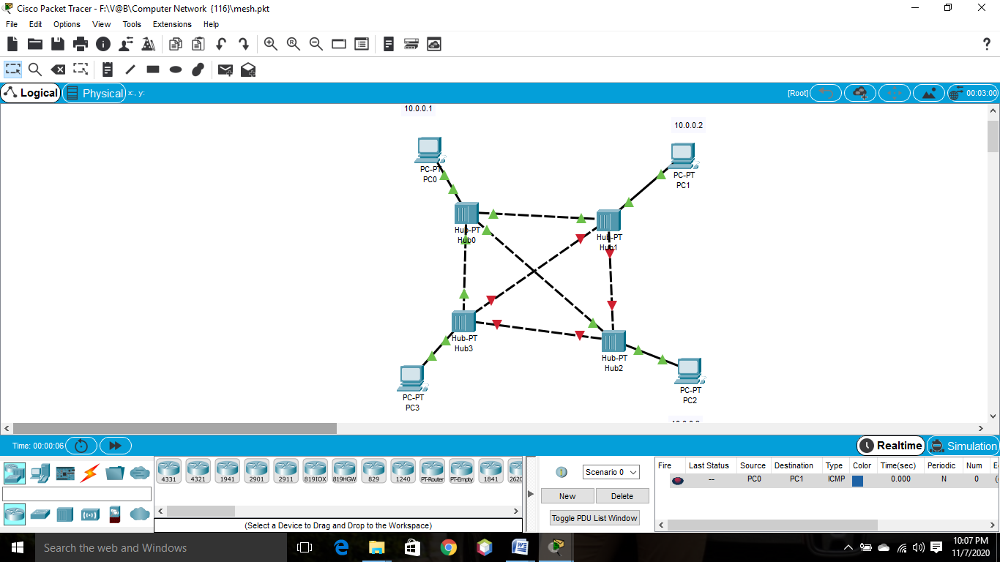 Cisco Packet Tracer - F:\V@B\Computer Network {116}\mesh.pkt
File Edit Options View Tools Extensions Help
?
Logical Physical x:, y: [Root] 00:03:00
10.0.0.1
10.0.0.2
PC-PT
PC0
PC-PT
PC1
Hub-PT
Hub0
Hub-PT
Hub1
Hub-PT
Hub3
Hub-PT
Hub2
PC-PT
PC3
PC-PT
PC2
Time: 00:00:06 Realtime Simulation
4331 4321 1941 2901 2911 819IOX 819HGW 829 1240 PT-Router PT-Empty 1841 2620
(Select a Device to Drag and Drop to the Workspace)
Scenario 0
New Delete
Toggle PDU List Window
Fire Last Status Source Destination Type Color Time(sec) Periodic Num
-- PC0 PC1 ICMP 0.000 N 0
Search the web and Windows
10:07 PM
11/7/2020